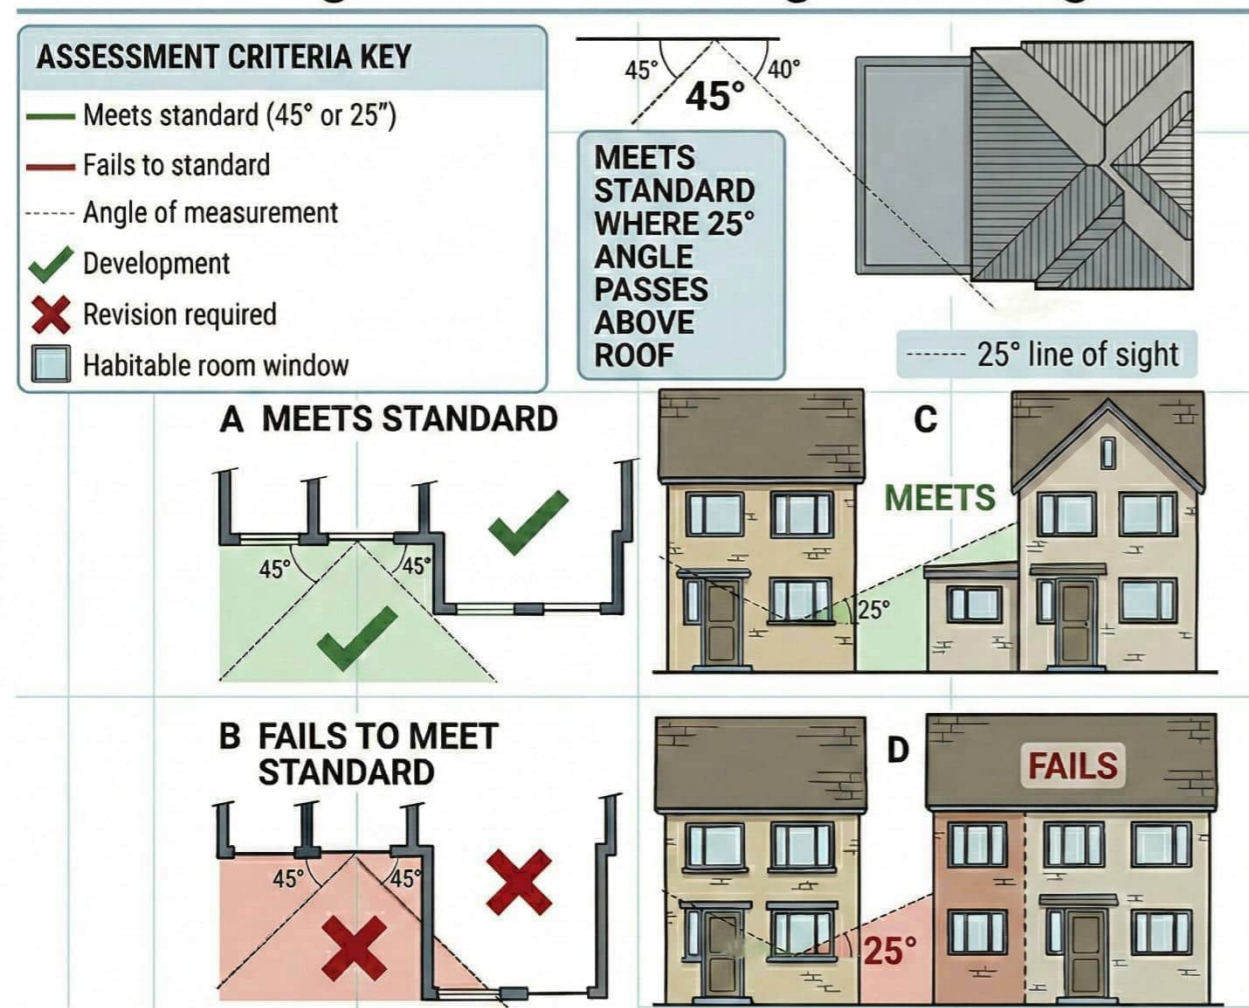 ASSESSMENT CRITERIA KEY
Meets standard (45° or 25″)
Fails to standard
Angle of measurement
Development
Revision required
Habitable room window
45°
40°
45°
MEETS
STANDARD
WHERE 25°
ANGLE
PASSES
ABOVE
ROOF
25° line of sight
A MEETS STANDARD
45°
45°
C
MEETS
25°
B FAILS TO MEET
STANDARD
45°
45°
D
FAILS
25°